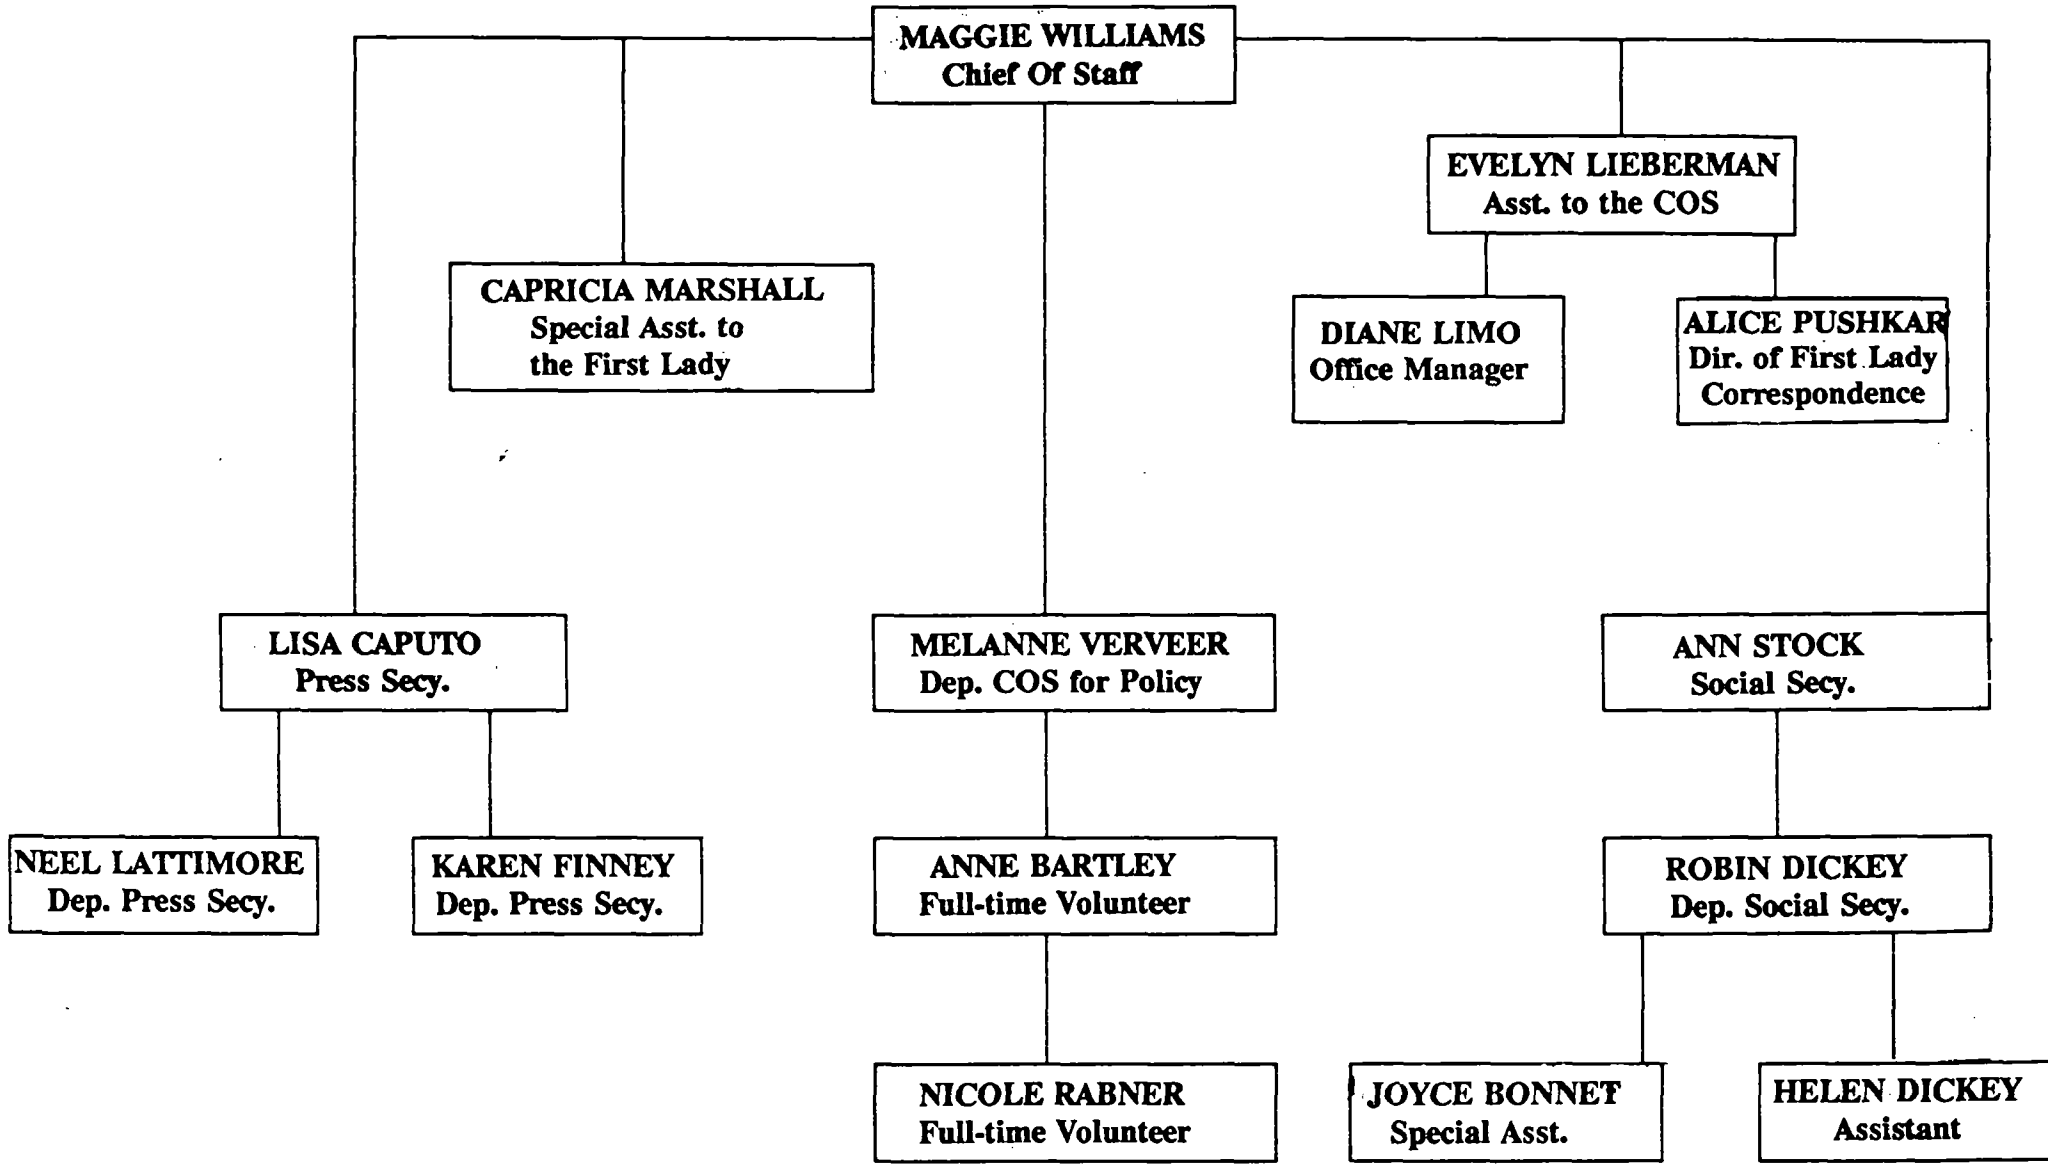 MAGGIE WILLIAMS
Chief Of Staff
EVELYN LIEBERMAN
Asst. to the COS
CAPRICIA MARSHALL
Special Asst. to
the First Lady
DIANE LIMO
Office Manager
ALICE PUSHKAR
Dir. of First Lady
Correspondence
LISA CAPUTO
Press Secy.
MELANNE VERVEER
Dep. COS for Policy
ANN STOCK
Social Secy.
NEEL LATTIMORE
Dep. Press Secy.
KAREN FINNEY
Dep. Press Secy.
ANNE BARTLEY
Full-time Volunteer
ROBIN DICKEY
Dep. Social Secy.
NICOLE RABNER
Full-time Volunteer
JOYCE BONNET
Special Asst.
HELEN DICKEY
Assistant